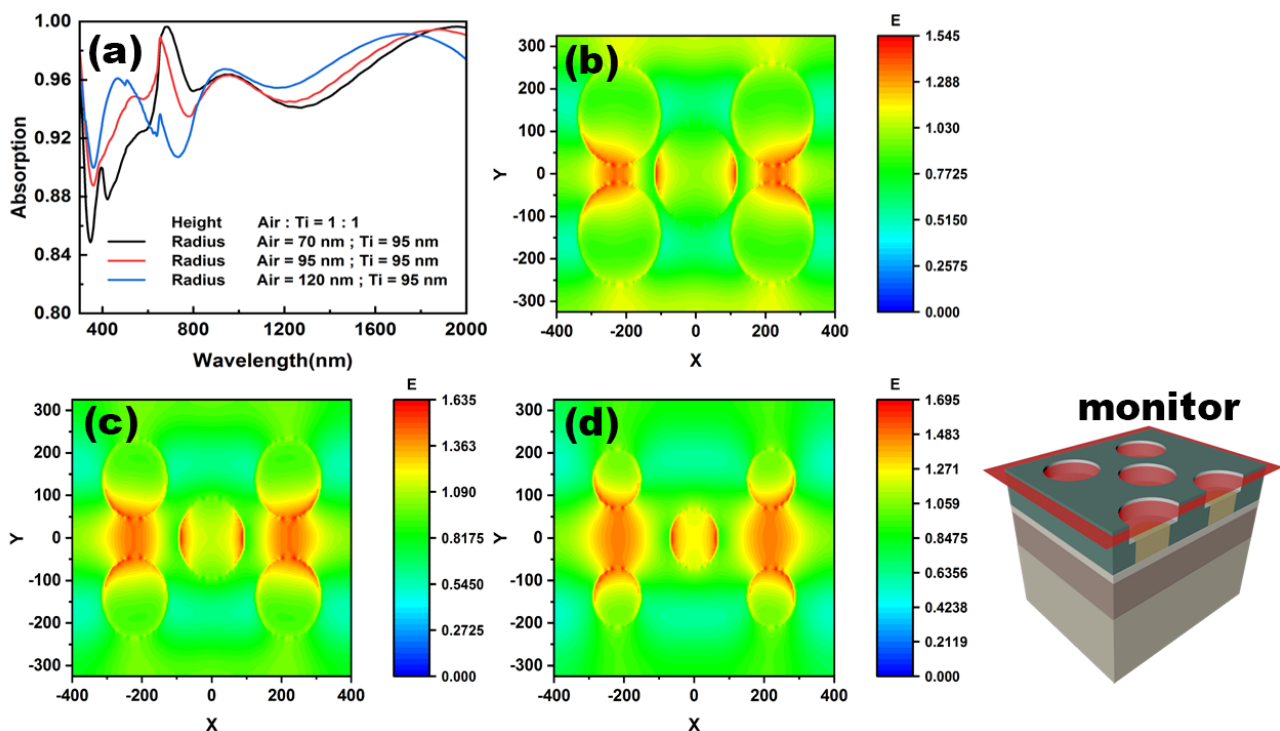 (a)
1.00
0.96
0.92
0.88
0.84
0.80
Absorption
Height Air : Ti = 1 : 1
Radius Air = 70 nm ; Ti = 95 nm
Radius Air = 95 nm ; Ti = 95 nm
Radius Air = 120 nm ; Ti = 95 nm
400 800 1200 1600 2000
Wavelength(nm)
(b)
300
200
100
0
-100
-200
-300
Y
-400 -200 0 200 400
X
E
1.545
1.288
1.030
0.7725
0.5150
0.2575
0.000
(c)
300
200
100
0
-100
-200
-300
Y
-400 -200 0 200 400
X
E
1.635
1.363
1.090
0.8175
0.5450
0.2725
0.000
(d)
300
200
100
0
-100
-200
-300
Y
-400 -200 0 200 400
X
E
1.695
1.483
1.271
1.059
0.8475
0.6356
0.4238
0.2119
0.000
monitor